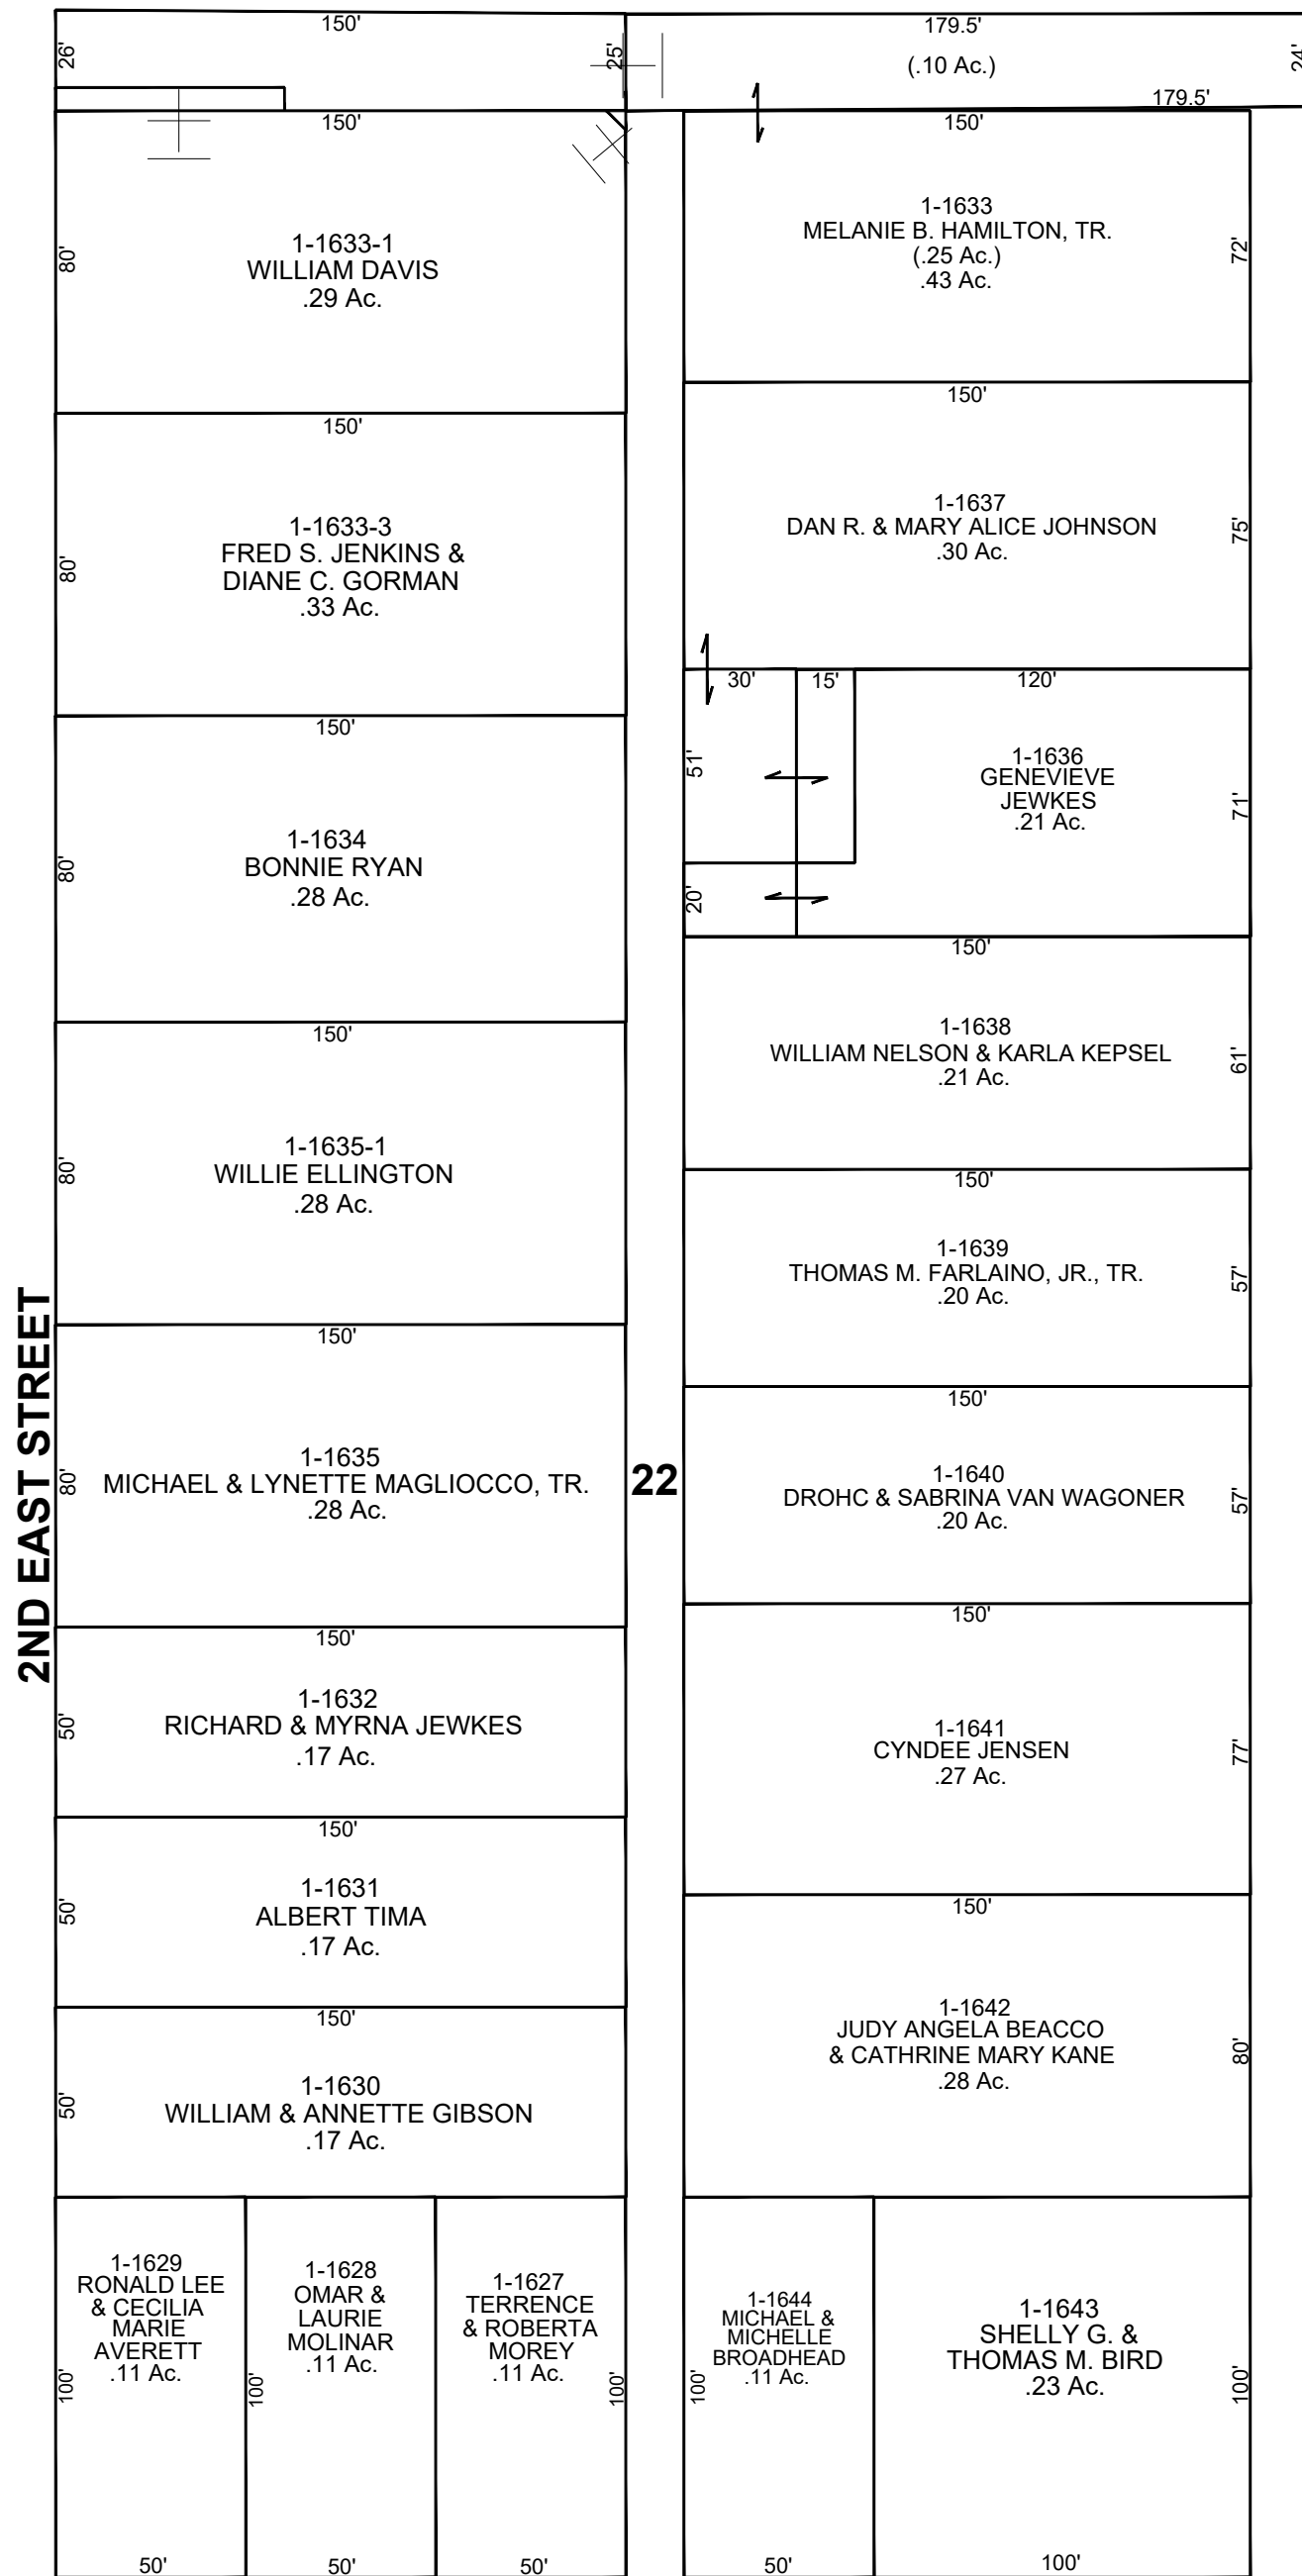 150'
179.5'
26'
25'
24'
(.10 Ac.)
179.5'
150'
150'
1-1633-1
WILLIAM DAVIS
.29 Ac.
80'
1-1633
MELANIE B. HAMILTON, TR.
(.25 Ac.)
.43 Ac.
72'
150'
1-1633-3
FRED S. JENKINS &
DIANE C. GORMAN
.33 Ac.
80'
150'
1-1637
DAN R. & MARY ALICE JOHNSON
.30 Ac.
75'
150'
1-1634
BONNIE RYAN
.28 Ac.
80'
30'
15'
120'
51'
20'
1-1636
GENEVIEVE
JEWKES
.21 Ac.
71'
150'
1-1635-1
WILLIE ELLINGTON
.28 Ac.
80'
150'
1-1638
WILLIAM NELSON & KARLA KEPSEL
.21 Ac.
61'
150'
1-1639
THOMAS M. FARLAINO, JR., TR.
.20 Ac.
57'
2ND EAST STREET
150'
1-1635
MICHAEL & LYNETTE MAGLIOCCO, TR.
.28 Ac.
80'
22
150'
1-1640
DROHC & SABRINA VAN WAGONER
.20 Ac.
57'
150'
1-1632
RICHARD & MYRNA JEWKES
.17 Ac.
50'
150'
1-1641
CYNDEE JENSEN
.27 Ac.
77'
150'
1-1631
ALBERT TIMA
.17 Ac.
50'
150'
1-1642
JUDY ANGELA BEACCO
& CATHRINE MARY KANE
.28 Ac.
80'
150'
1-1630
WILLIAM & ANNETTE GIBSON
.17 Ac.
50'
1-1629
RONALD LEE
& CECILIA
MARIE
AVERETT
.11 Ac.
100'
50'
1-1628
OMAR &
LAURIE
MOLINAR
.11 Ac.
100'
50'
1-1627
TERRENCE
& ROBERTA
MOREY
.11 Ac.
100'
50'
1-1644
MICHAEL &
MICHELLE
BROADHEAD
.11 Ac.
100'
50'
1-1643
SHELLY G. &
THOMAS M. BIRD
.23 Ac.
100'
100'